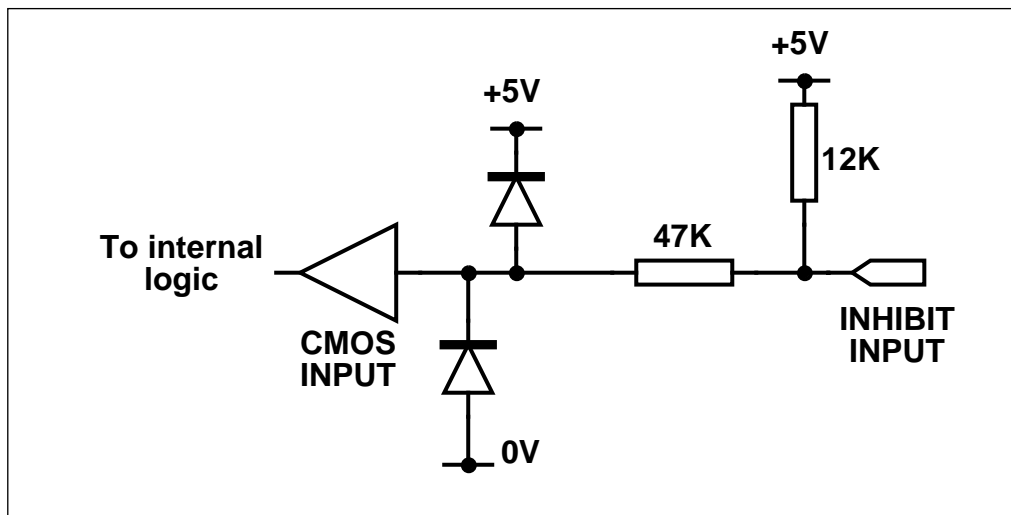 +5V
+5V
12K
47K
To internal
logic
CMOS
INPUT
INHIBIT
INPUT
0V